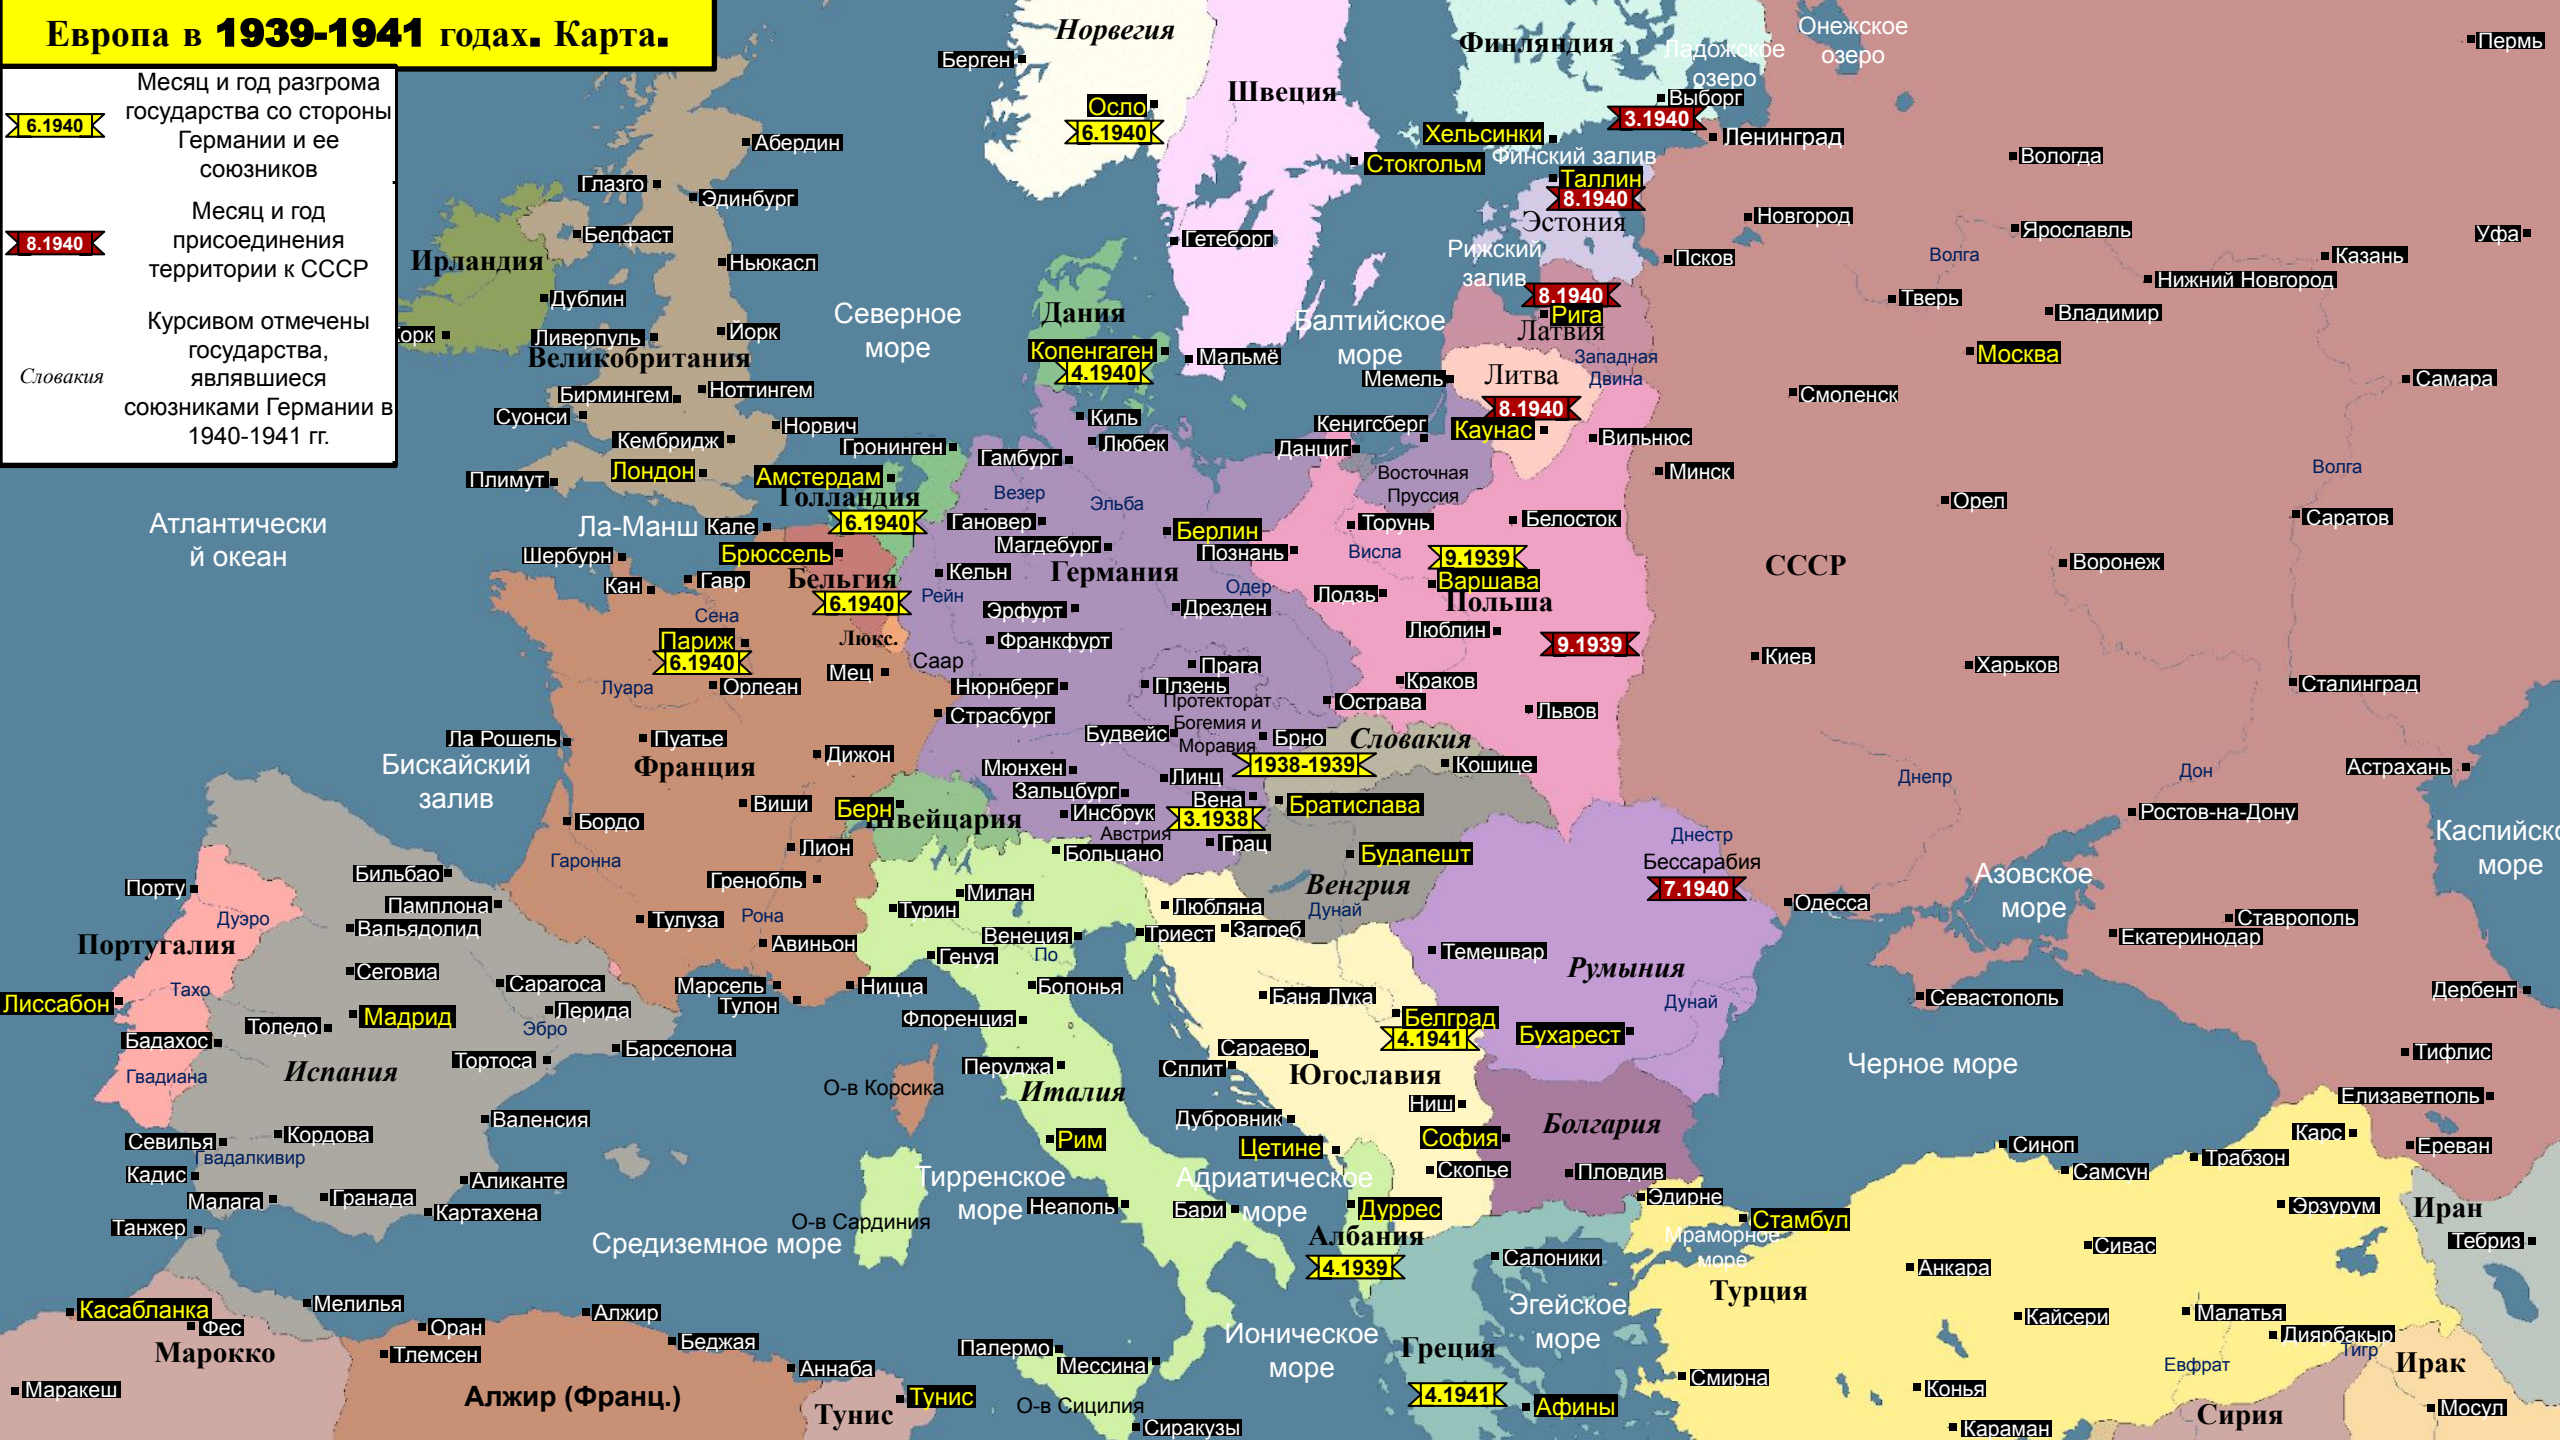 Европа в 1939-1941 годах. Карта.
6.1940
Месяц и год разгрома
государства со стороны
Германии и ее
союзников
8.1940
Месяц и год
присоединения
территории к СССР
Словакия
Курсивом отмечены
государства,
являвшиеся
союзниками Германии в
1940-1941 гг.
Норвегия
Берген
Осло
6.1940
Швеция
Стокгольм
Гетеборг
Мальмё
Финляндия
Хельсинки
Выборг
3.1940
Ладожское
озеро
Онежское
озеро
Финский залив
Ленинград
Пермь
Вологда
Новгород
Ярославль
Уфа
Казань
Псков
Волга
Нижний Новгород
Тверь
Владимир
Москва
Самара
Смоленск
Таллин
8.1940
Эстония
Рижский
залив
8.1940
Рига
Латвия
Западная
Двина
Литва
8.1940
Каунас
Мемель
Вильнюс
Минск
Балтийское
море
Абердин
Глазго
Эдинбург
Белфаст
Ирландия
Ньюкасл
Дублин
Корк
Ливерпуль
Йорк
Великобритания
Бирмингем
Ноттингем
Суонси
Норвич
Кембридж
Лондон
Плимут
Северное
море
Дания
Копенгаген
4.1940
Киль
Любек
Гронинген
Гамбург
Амстердам
Голландия
6.1940
Везер
Эльба
Гановер
Берлин
Магдебург
Кенигсберг
Данциг
Восточная
Пруссия
Торунь
Белосток
Познань
Висла
9.1939
Варшава
Польша
Лодзь
Люблин
9.1939
Краков
Львов
Одер
Орел
Волга
Саратов
СССР
Воронеж
Киев
Харьков
Сталинград
Атлантически
й океан
Ла-Манш
Кале
Шербурн
Кан
Гавр
Брюссель
Бельгия
6.1940
Люкс.
Кельн
Рейн
Германия
Эрфурт
Дрезден
Франкфурт
Саар
Сена
Париж
6.1940
Мец
Луара
Орлеан
Нюрнберг
Страсбург
Прага
Плзень
Протекторат
Богемия и
Моравия
Острава
Будвейс
Брно
Словакия
1938-1939
Кошице
Ла Рошель
Пуатье
Дижон
Франция
Мюнхен
Линц
Зальцбург
Вена
Братислава
Инсбрук
3.1938
Австрия
Грац
Больцано
Бискайский
залив
Виши
Берн
Швейцария
Бордо
Лион
Гаронна
Гренобль
Тулуза
Рона
Авиньон
Марсель
Тулон
Ницца
Будапешт
Венгрия
Дунай
Днестр
Бессарабия
7.1940
Одесса
Днепр
Дон
Астрахань
Ростов-на-Дону
Каспийско
море
Азовское
море
Ставрополь
Екатеринодар
Севастополь
Дербент
Бильбао
Порту
Памплона
Дуэро
Вальядолид
Португалия
Сеговия
Сарагоса
Тахо
Лиссабон
Мадрид
Лерида
Толедо
Эбро
Бадахос
Барселона
Тортоса
Гвадиана
Испания
Валенсия
Севилья
Кордова
Гвадалкивир
Кадис
Аликанте
Малага
Гранада
Картахена
Танжер
Милан
Турин
Венеция
Генуя
По
Болонья
Флоренция
Перуджа
О-в Корсика
Италия
Рим
Тирренское
море
Неаполь
О-в Сардиния
Средиземное море
Любляна
Триест
Загреб
Баня Лука
Белград
4.1941
Сараево
Сплит
Югославия
Ниш
Дубровник
Цетине
София
Скопье
Адриатическое
море
Бари
Дуррес
Албания
4.1939
Темешвар
Румыния
Дунай
Бухарест
Болгария
Пловдив
Черное море
Тифлис
Елизаветполь
Карс
Ереван
Синоп
Самсун
Трабзон
Эдирне
Стамбул
Мраморное
море
Эрзурум
Иран
Тебриз
Сивас
Анкара
Турция
Салоники
Эгейское
море
Греция
4.1941
Афины
Ионическое
море
Касабланка
Фес
Марокко
Маракеш
Мелилья
Оран
Тлемсен
Алжир
Беджая
Алжир (Франц.)
Аннаба
Тунис
Тунис
Палермо
Мессина
О-в Сицилия
Сиракузы
Кайсери
Малатья
Диярбакыр
Тигр
Евфрат
Ирак
Мосул
Смирна
Конья
Караман
Сирия